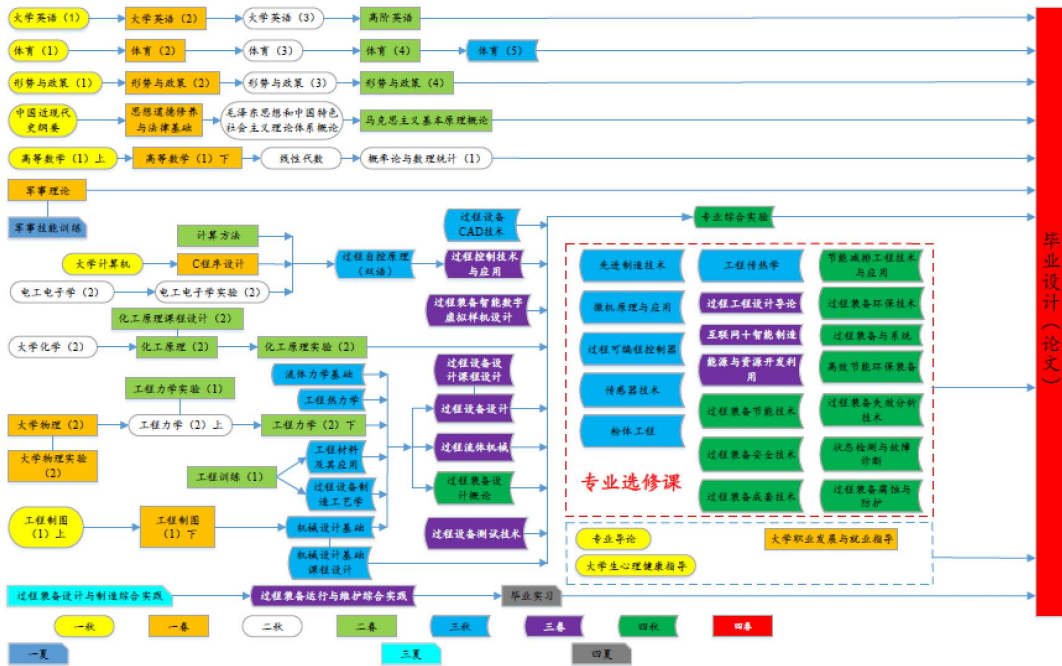 大学英语（1）
大学英语（2）
大学英语（3）
高阶英语
体育（1）
体育（2）
体育（3）
体育（4）
体育（5）
形势与政策（1）
形势与政策（2）
形势与政策（3）
形势与政策（4）
中国近现代
史纲要
思想道德修养
与法律基础
毛泽东思想和中国特色
社会主义理论体系概论
马克思主义基本原理概论
高等数学（1）上
高等数学（1）下
线性代数
概率论与数理统计（1）
军事理论
军事技能训练
计算方法
大学计算机
C程序设计
电工电子学（2）
电工电子学实验（2）
过程自控原理
（双语）
过程设备
CAD技术
过程控制技术
与应用
过程装备智能数字
虚拟样机设计
化工原理课程设计（2）
大学化学（2）
化工原理（2）
化工原理实验（2）
流体力学基础
工程热力学
工程力学实验（1）
大学物理（2）
工程力学（2）上
工程力学（2）下
大学物理实验
（2）
工程训练（1）
工程材料
及其应用
过程设备制
造工艺学
过程设备设
计课程设计
过程设备设计
过程流体机械
过程装备设
计概论
过程设备测试技术
工程制图
（1）上
工程制图
（1）下
机械设计基础
机械设计基础
课程设计
专业综合实验
先进制造技术
工程传热学
节能减排工程技术
与应用
微机原理与应用
过程工程设计导论
过程装备环保技术
过程可编程控制器
互联网+智能制造
过程装备与系统
传感器技术
能源与资源开发利
用
高效节能环保装备
粉体工程
过程装备节能技术
过程装备失效分析
技术
过程装备安全技术
状态检测与故障
诊断
专业选修课
过程装备成套技术
过程装备腐蚀与
防护
专业导论
大学职业发展与就业指导
大学生心理健康指导
毕业设计（论文）
过程装备设计与制造综合实践
过程装备运行与维护综合实践
毕业实习
一秋
一春
二秋
二春
三秋
三春
四秋
四春
一夏
三夏
四夏